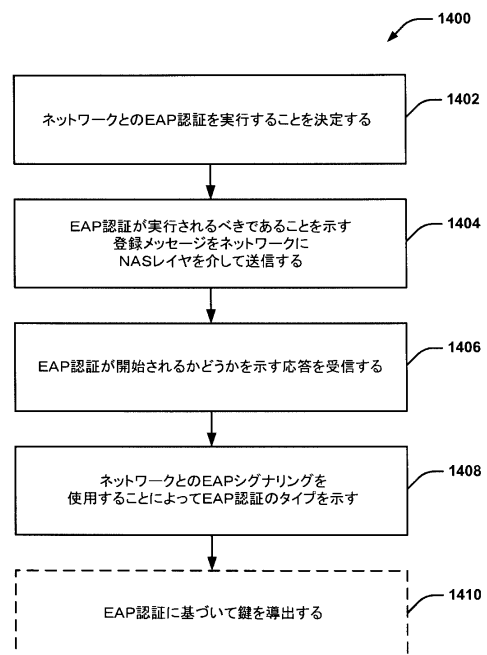 1400
ネットワークとのEAP認証を実行することを決定する
1402
EAP認証が実行されるべきであることを示す
登録メッセージをネットワークに
NASレイヤを介して送信する
1404
EAP認証が開始されるかどうかを示す応答を受信する
1406
ネットワークとのEAPシグナリングを
使用することによってEAP認証のタイプを示す
1408
EAP認証に基づいて鍵を導出する
1410